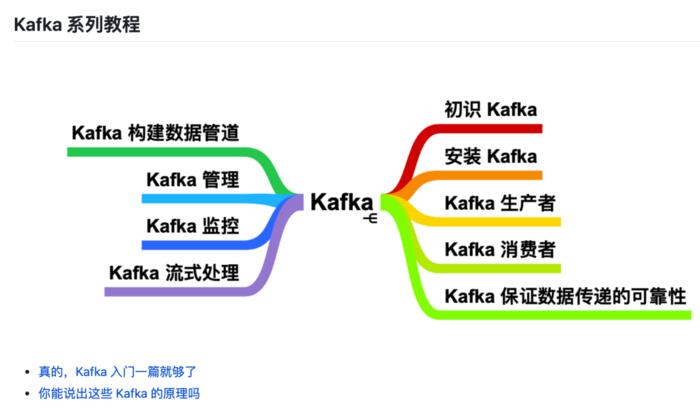 Kafka 系列教程
Kafka 构建数据管道
Kafka 管理
Kafka 监控
Kafka 流式处理
Kafka
初识 Kafka
安装 Kafka
Kafka 生产者
Kafka 消费者
Kafka 保证数据传递的可靠性
真的，Kafka 入门一篇就够了
你能说出这些 Kafka 的原理吗